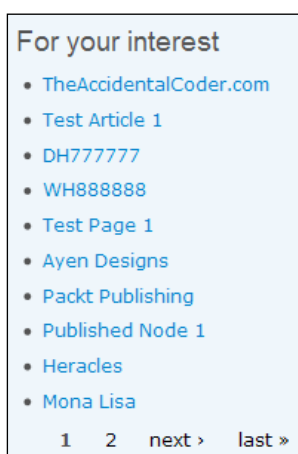 For your interest
• TheAccidentalCoder.com
• Test Article 1
• DH777777
• WH888888
• Test Page 1
• Ayen Designs
• Packt Publishing
• Published Node 1
• Heracles
• Mona Lisa
1 2 next › last »